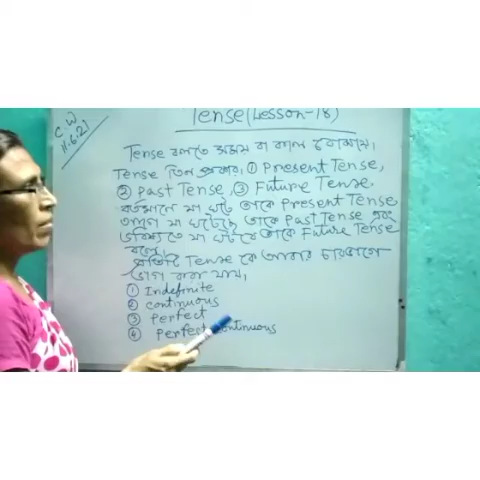 C.W
11.6.21
Tense (Lesson-18)
Tense বলতে সময় বা কাল বোঝায়।
Tense তিন প্রকার, ① Present Tense,
② Past Tense, ③ Future Tense.
বর্তমানে যা ঘটে তাকে Present Tense
যা ঘটেছে তাকে Past Tense এবং
ভবিষ্যতে যা ঘটবে তাকে Future Tense
বলে।
প্রতিটি Tense কে আবার চারভাগে
ভাগ করা যায়।
① Indefinite
② continuous
③ Perfect
④ Perfect continuous